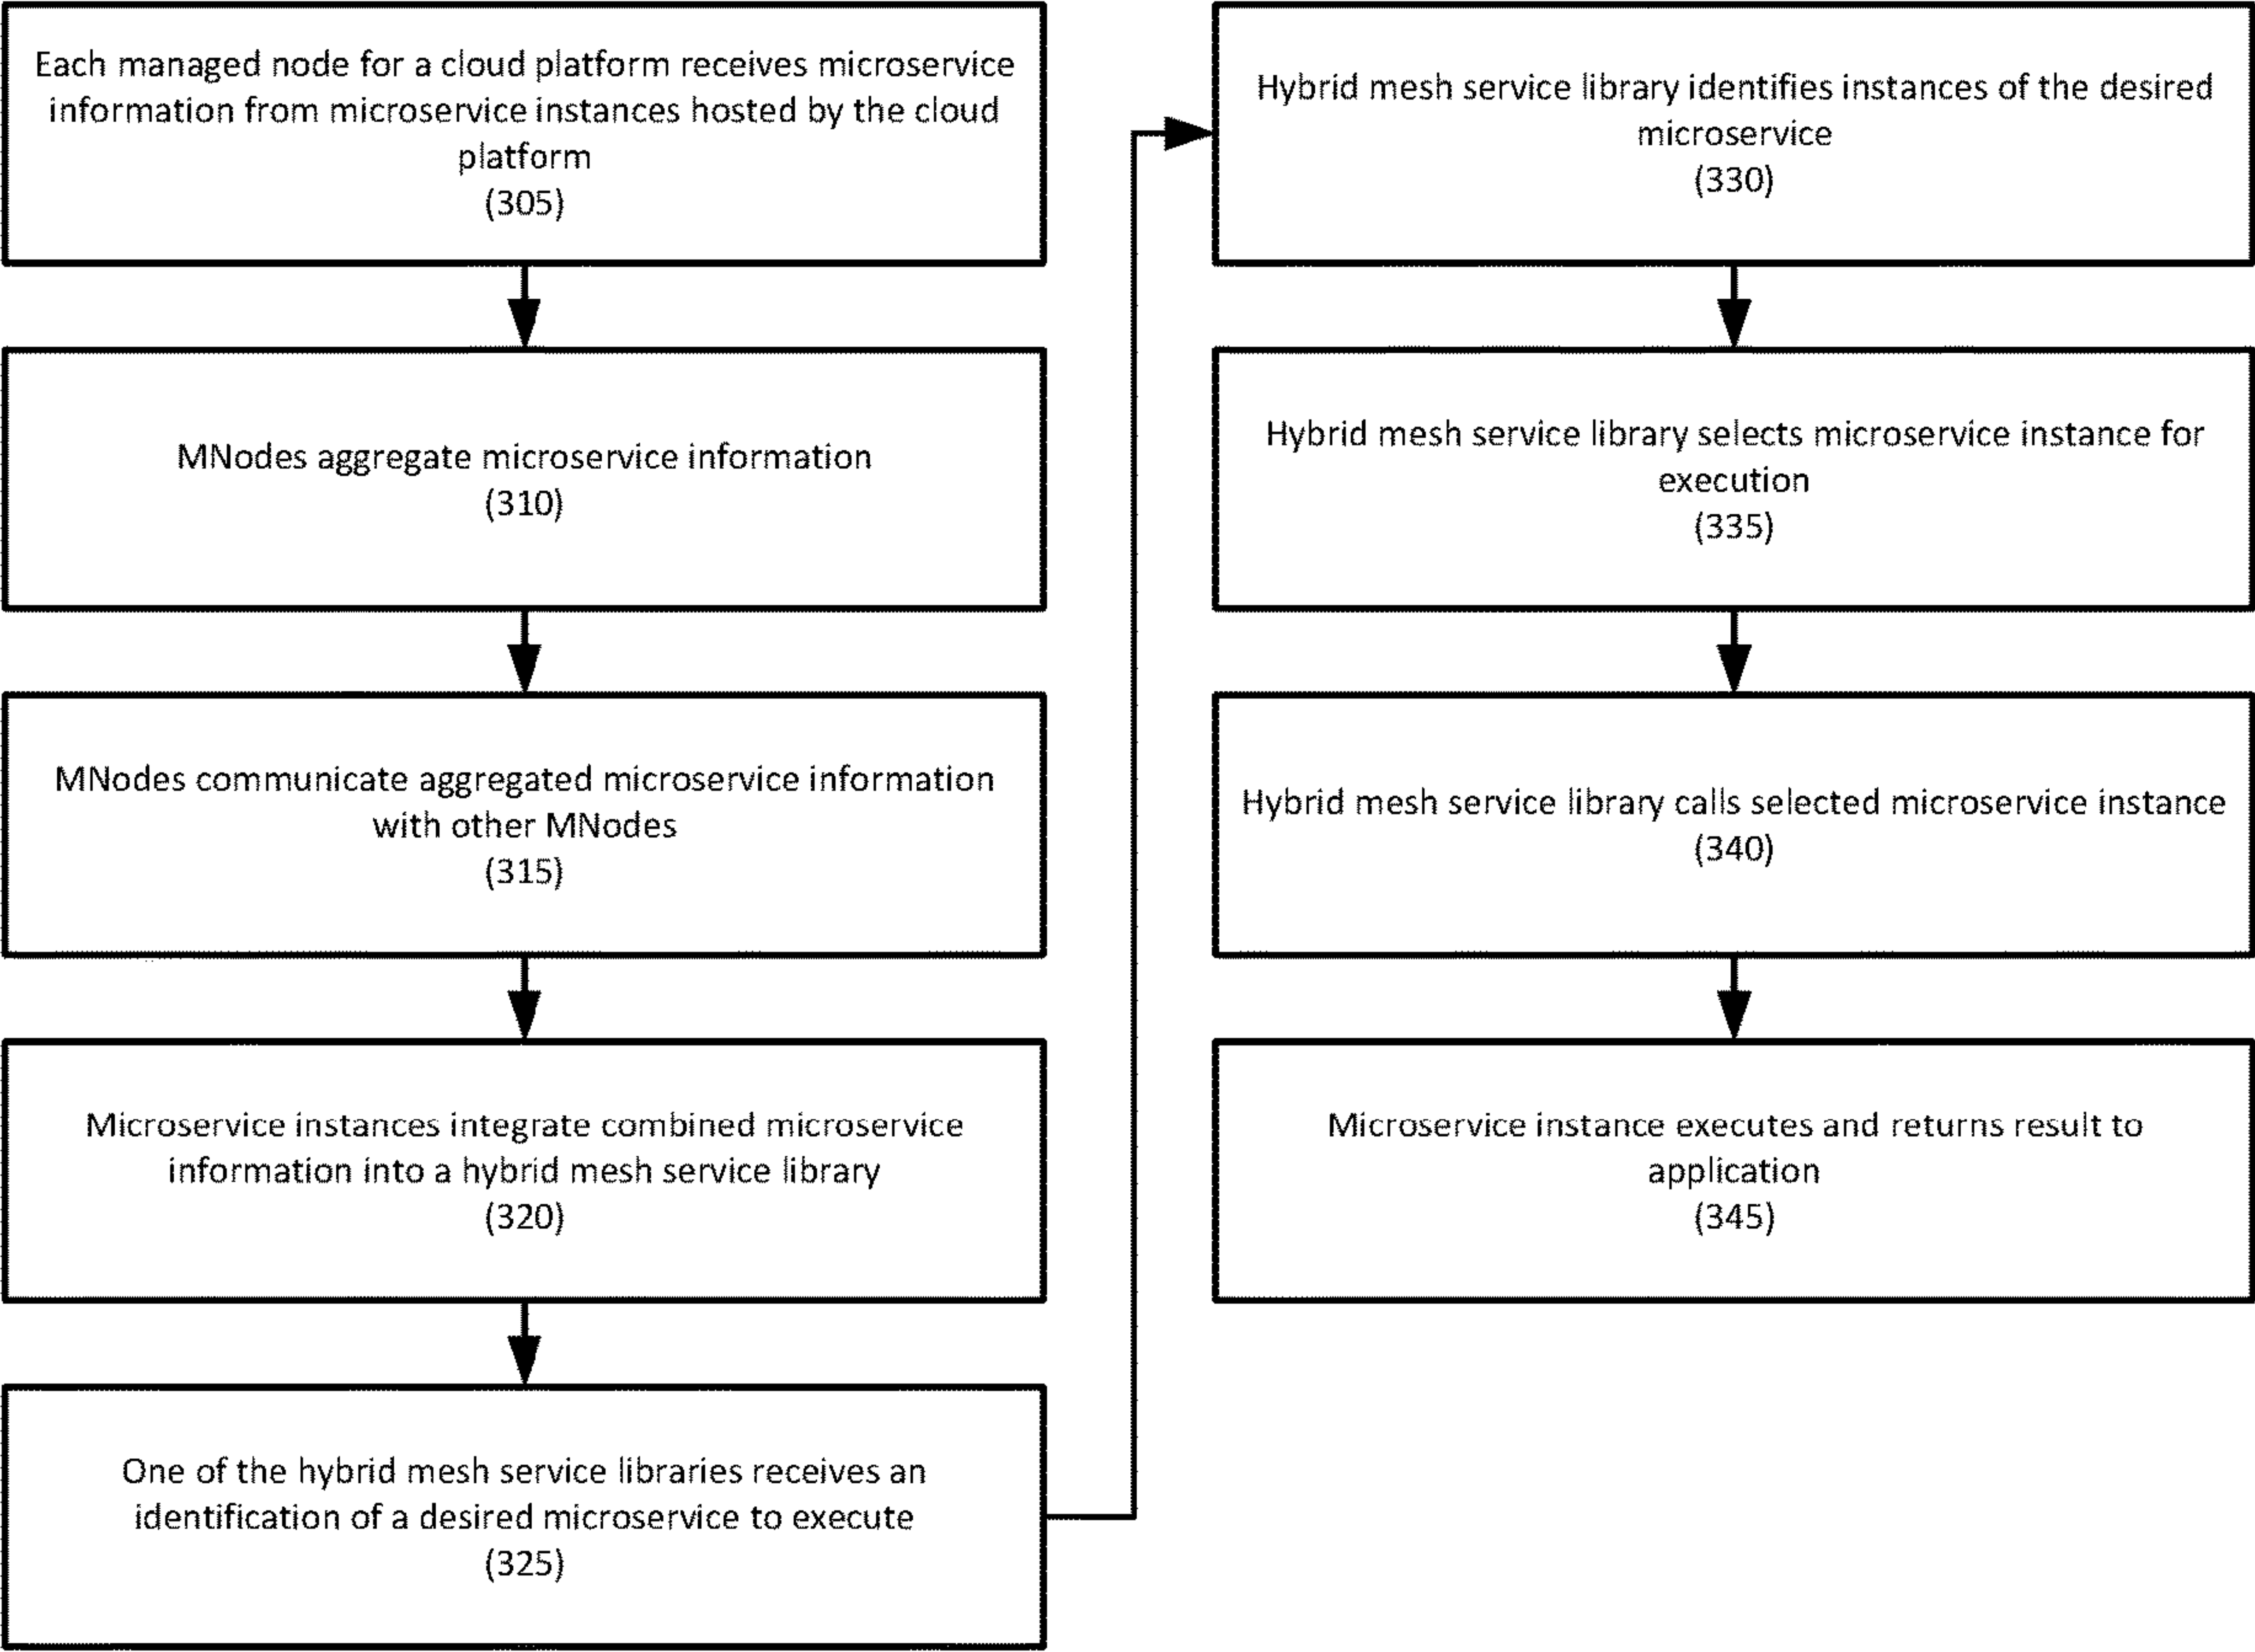 Each managed node for a cloud platform receives microservice
information from microservice instances hosted by the cloud
platform
(305)
MNodes aggregate microservice information
(310)
MNodes communicate aggregated microservice information
with other MNodes
(315)
Microservice instances integrate combined microservice
information into a hybrid mesh service library
(320)
One of the hybrid mesh service libraries receives an
identification of a desired microservice to execute
(325)
Hybrid mesh service library identifies instances of the desired
microservice
(330)
Hybrid mesh service library selects microservice instance for
execution
(335)
Hybrid mesh service library calls selected microservice instance
(340)
Microservice instance executes and returns result to
application
(345)